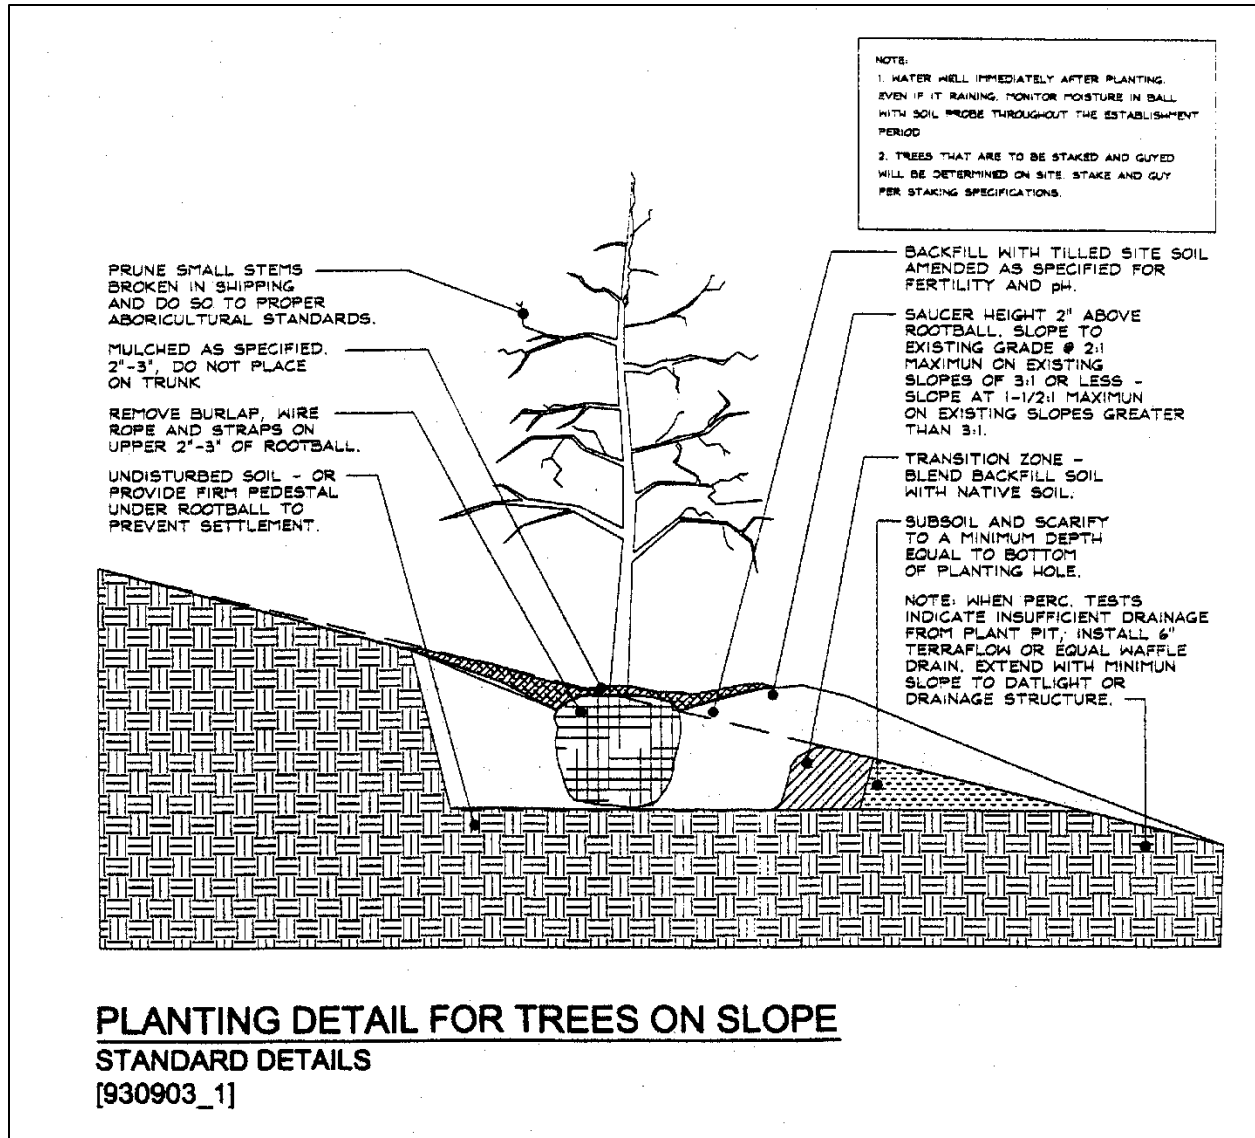 NOTE:
1. WATER WELL IMMEDIATELY AFTER PLANTING.
EVEN IF IT RAINING. MONITOR MOISTURE IN BALL
WITH SOIL PROBE THROUGHOUT THE ESTABLISHMENT
PERIOD
2. TREES THAT ARE TO BE STAKED AND GUYED
WILL BE DETERMINED ON SITE. STAKE AND GUY
PER STAKING SPECIFICATIONS.
PRUNE SMALL STEMS
BROKEN IN SHIPPING
AND DO SO TO PROPER
ABORICULTURAL STANDARDS.
MULCHED AS SPECIFIED.
2"-3", DO NOT PLACE
ON TRUNK
REMOVE BURLAP, WIRE
ROPE AND STRAPS ON
UPPER 2"-3" OF ROOTBALL.
UNDISTURBED SOIL - OR
PROVIDE FIRM PEDESTAL
UNDER ROOTBALL TO
PREVENT SETTLEMENT.
BACKFILL WITH TILLED SITE SOIL
AMENDED AS SPECIFIED FOR
FERTILITY AND pH.
SAUCER HEIGHT 2" ABOVE
ROOTBALL. SLOPE TO
EXISTING GRADE @ 2:1
MAXIMUN ON EXISTING
SLOPES OF 3:1 OR LESS -
SLOPE AT 1-1/2:1 MAXIMUN
ON EXISTING SLOPES GREATER
THAN 3:1.
TRANSITION ZONE -
BLEND BACKFILL SOIL
WITH NATIVE SOIL.
SUBSOIL AND SCARIFY
TO A MINIMUM DEPTH
EQUAL TO BOTTOM
OF PLANTING HOLE.
NOTE: WHEN PERC. TESTS
INDICATE INSUFFICIENT DRAINAGE
FROM PLANT PIT, INSTALL 6"
TERRAFLOW OR EQUAL WAFFLE
DRAIN. EXTEND WITH MINIMUN
SLOPE TO DATLIGHT OR
DRAINAGE STRUCTURE.
PLANTING DETAIL FOR TREES ON SLOPE
STANDARD DETAILS
[930903_1]